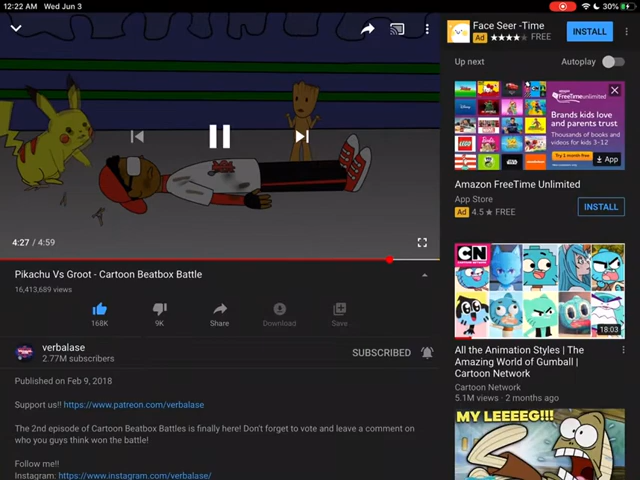 12:22 AM Wed Jun 3
30%
4:27 / 4:59
Pikachu Vs Groot - Cartoon Beatbox Battle
16,413,689 views
168K
9K
Share
Download
Save
verbalase
2.77M subscribers
SUBSCRIBED
Published on Feb 9, 2018
Support us!! https://www.patreon.com/verbalase
The 2nd episode of Cartoon Beatbox Battles is finally here! Don't forget to vote and leave a comment on
who you guys think won the battle!
Follow me!!
Instagram: https://www.instagram.com/verbalase/
Face Seer -Time
Ad ★★★★ FREE
INSTALL
Up next
Autoplay
FreeTime unlimited
Brands kids love
and parents trust
Thousands of books and
videos for kids 3-12
Try 1 month free
App
LEGO
Barbie
Amazon FreeTime Unlimited
App Store
Ad 4.5 ★ FREE
INSTALL
CN
18:03
All the Animation Styles | The
Amazing World of Gumball |
Cartoon Network
Cartoon Network
5.1M views · 2 months ago
MY LEEEEG!!!